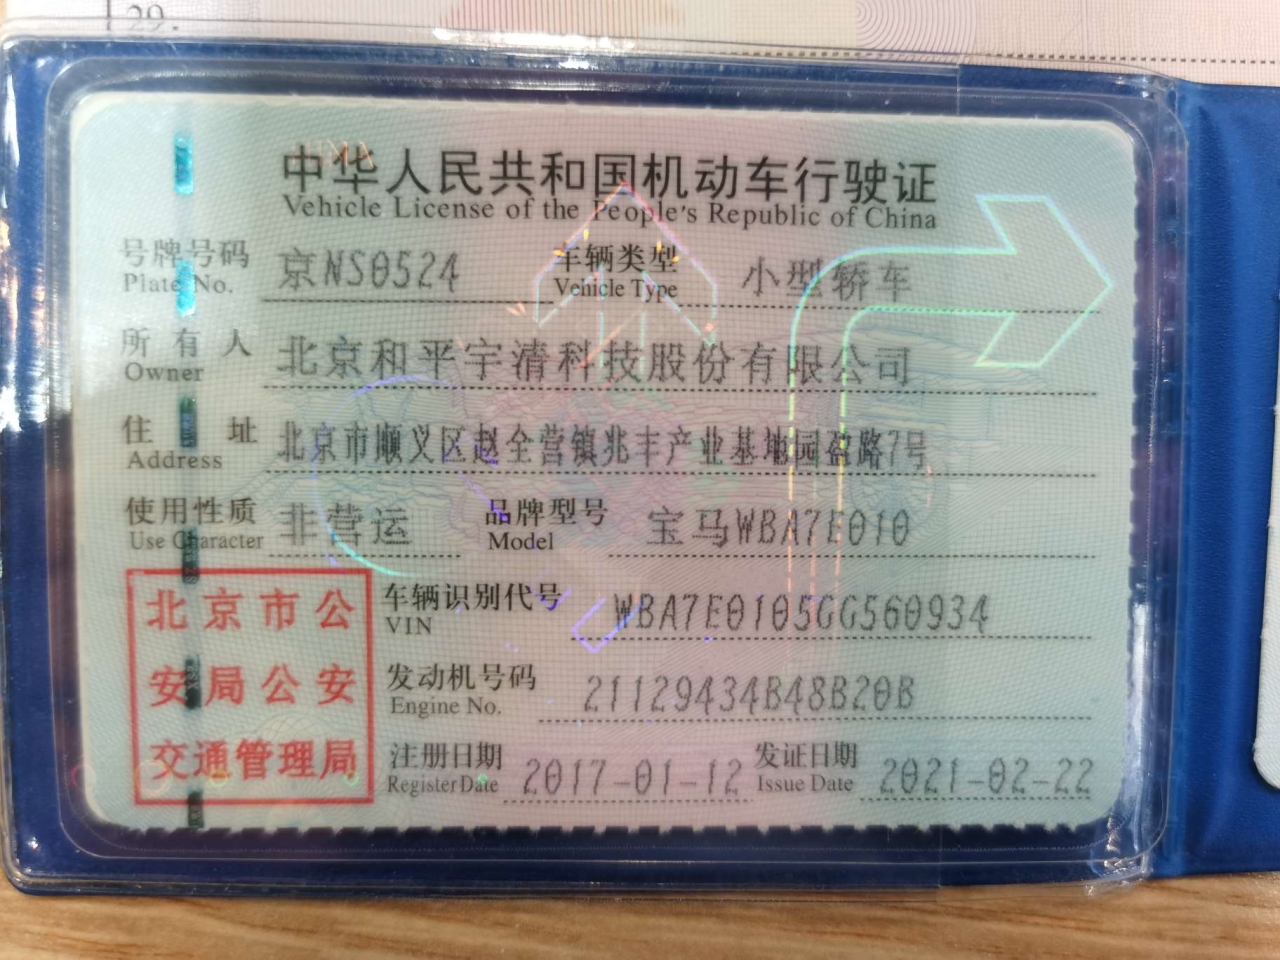 29.
中华人民共和国机动车行驶证
Vehicle License of the People's Republic of China
号牌号码 京NS0524 车辆类型 小型轿车
Plate No. Vehicle Type
所有人 北京和平宇清科技股份有限公司
Owner
住址 北京市顺义区赵全营镇兆丰产业基地园盈路7号
Address
使用性质 非营运 品牌型号 宝马WBA7E010
Use Character Model
北京市公
安局公安
交通管理局
车辆识别代号 WBA7E0105GG560934
VIN
发动机号码 21129434B48B20B
Engine No.
注册日期 2017-01-12 发证日期 2021-02-22
Register Date Issue Date